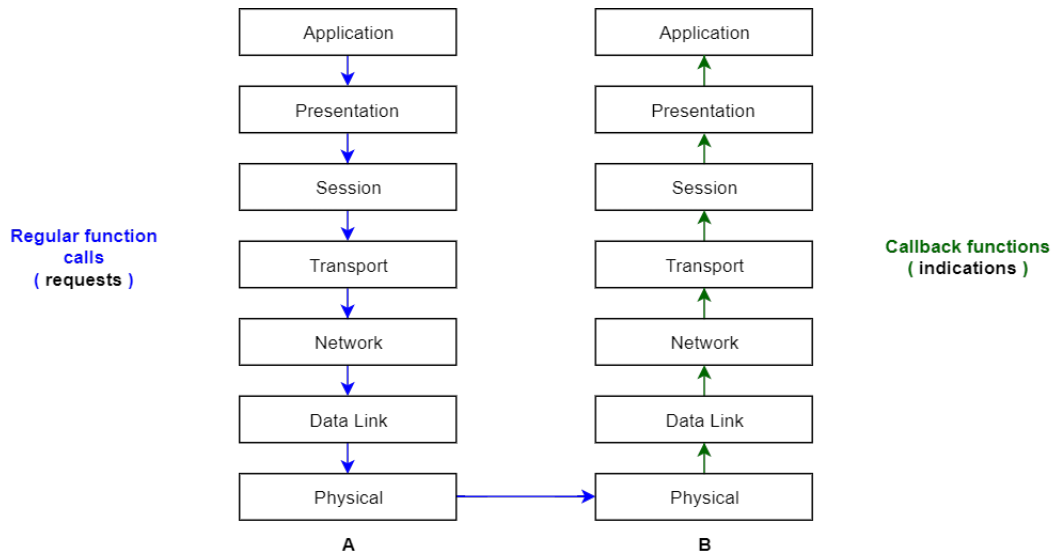 Application
Application
Presentation
Presentation
Session
Session
Regular function
calls
( requests )
Callback functions
( indications )
Transport
Transport
Network
Network
Data Link
Data Link
Physical
Physical
A
B